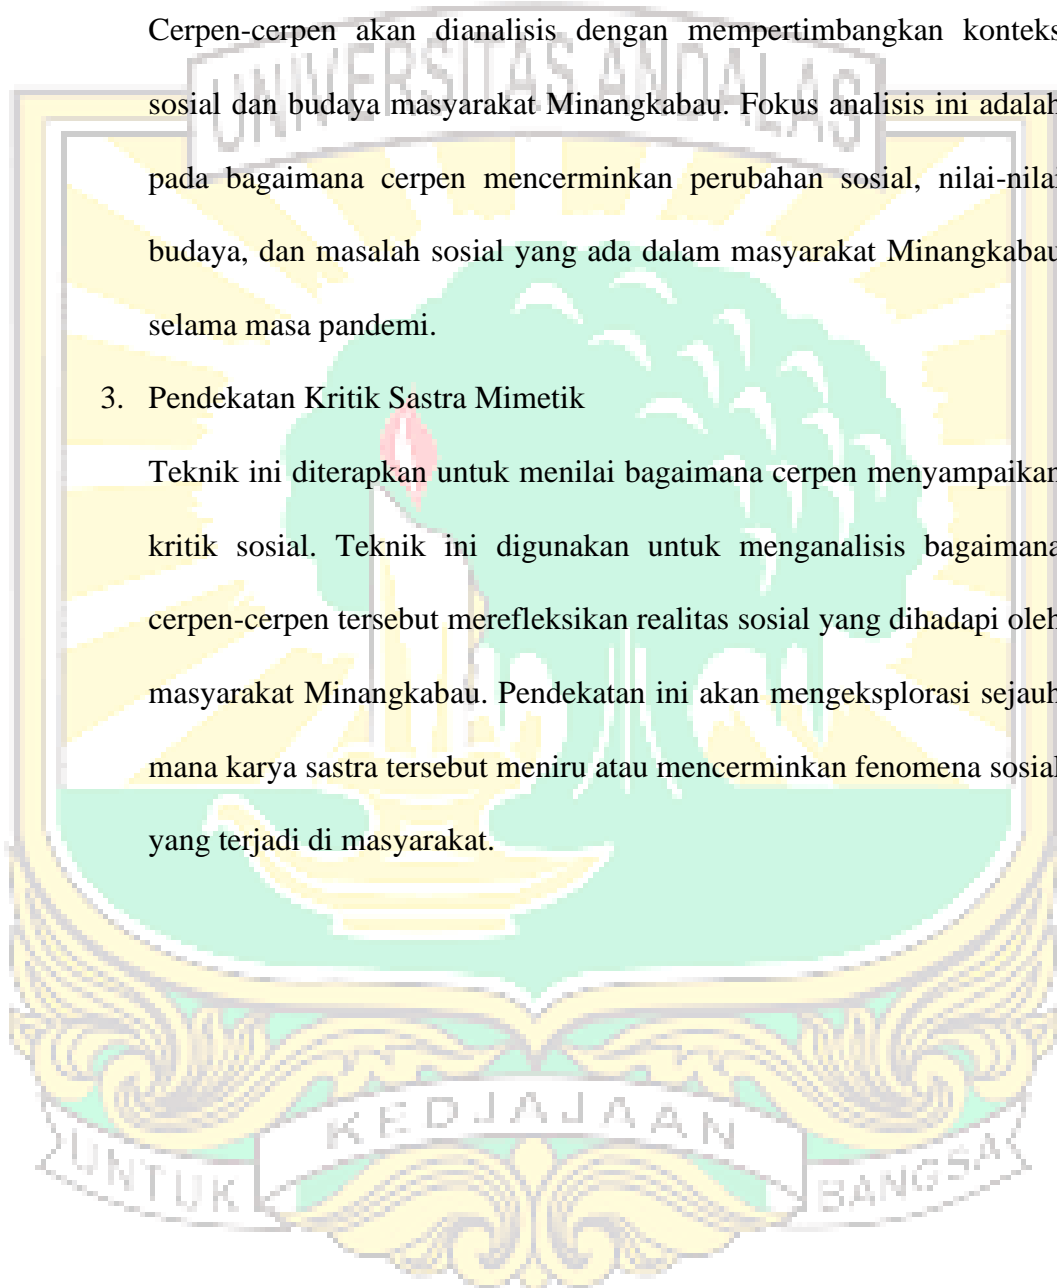 Cerpen-cerpen akan dianalisis dengan mempertimbangkan konteks
UNIVERSITAS ANDALAS
sosial dan budaya masyarakat Minangkabau. Fokus analisis ini adalah
pada bagaimana cerpen mencerminkan perubahan sosial, nilai-nilai
budaya, dan masalah sosial yang ada dalam masyarakat Minangkabau
selama masa pandemi.
3. Pendekatan Kritik Sastra Mimetik
Teknik ini diterapkan untuk menilai bagaimana cerpen menyampaikan
kritik sosial. Teknik ini digunakan untuk menganalisis bagaimana
cerpen-cerpen tersebut merefleksikan realitas sosial yang dihadapi oleh
masyarakat Minangkabau. Pendekatan ini akan mengeksplorasi sejauh
mana karya sastra tersebut meniru atau mencerminkan fenomena sosial
yang terjadi di masyarakat.
UNTUK KEDJAJAAN BANGSA